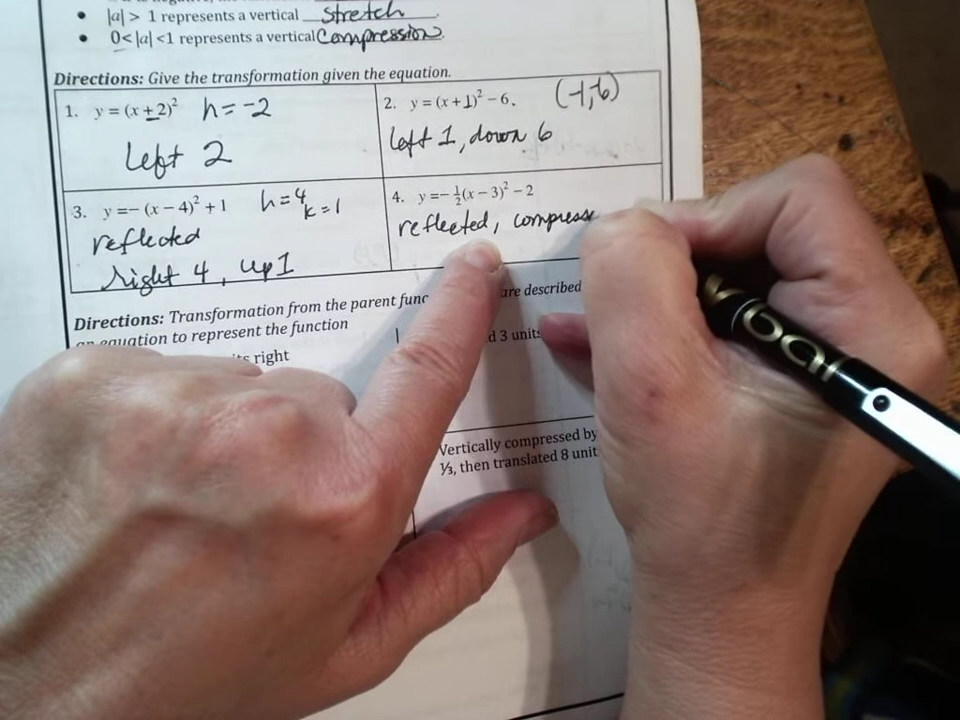 |a| > 1 represents a vertical stretch.
0< |a| <1 represents a vertical Compression.
Directions: Give the transformation given the equation.
1. y = (x + 2)² h = -2
left 2
2. y = (x + 1)² - 6. (-1,-6)
left 1, down 6
3. y = - (x - 4)² + 1 h = 4
k = 1
reflected
right 4, up 1
4. y = - ½(x - 3)² - 2
reflected, compresse
Directions: Transformation from the parent func are described
equation to represent the function
right
d 3 units
Vertically compressed by
⅓, then translated 8 unit
bar